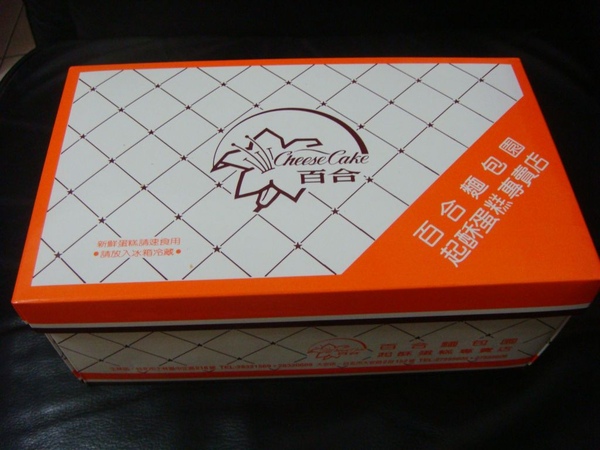 Cheese Cake
百合
百合麵包園
起酥蛋糕專賣店
新鮮蛋糕請速食用
•請放入冰箱冷藏•
百合麵包園
起酥蛋糕專賣店